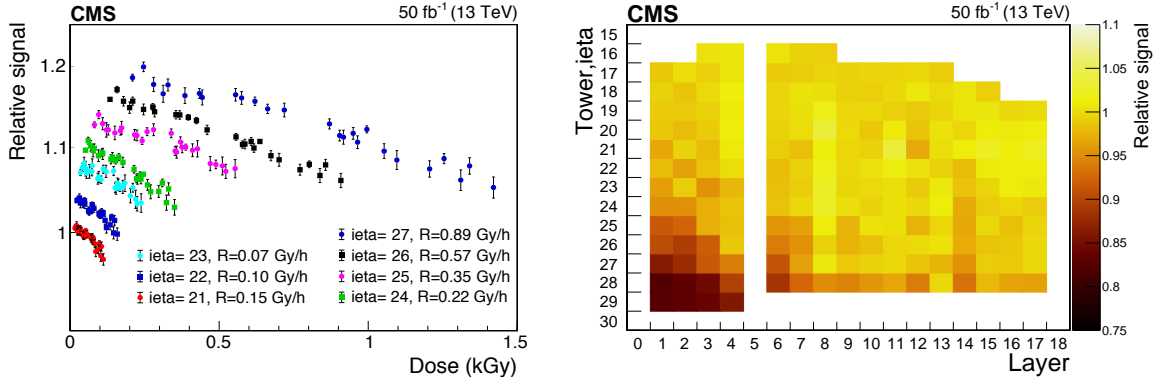 CMS
50 fb⁻¹ (13 TeV)
Relative signal
1.2
1.1
1
ieta= 27, R=0.89 Gy/h
ieta= 23, R=0.07 Gy/h
ieta= 26, R=0.57 Gy/h
ieta= 22, R=0.10 Gy/h
ieta= 25, R=0.35 Gy/h
ieta= 21, R=0.15 Gy/h
ieta= 24, R=0.22 Gy/h
0 0.5 1 1.5
Dose (kGy)
CMS
50 fb⁻¹ (13 TeV)
Tower,ieta
15
16
17
18
19
20
21
22
23
24
25
26
27
28
29
30
0 1 2 3 4 5 6 7 8 9 10 11 12 13 14 15 16 17 18
Layer
1.1
1.05
1
0.95
0.9
0.85
0.8
0.75
Relative signal